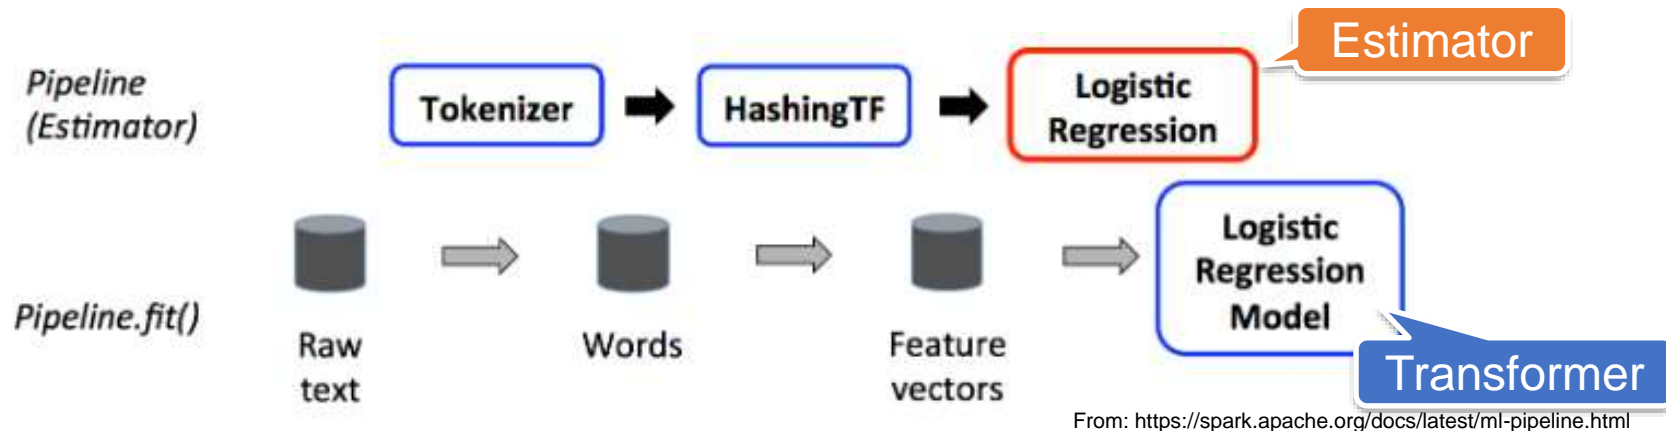 Estimator
Pipeline
(Estimator)
Tokenizer
HashingTF
Logistic
Regression
Pipeline.fit()
Raw
text
Words
Feature
vectors
Logistic
Regression
Model
Transformer
From: https://spark.apache.org/docs/latest/ml-pipeline.html